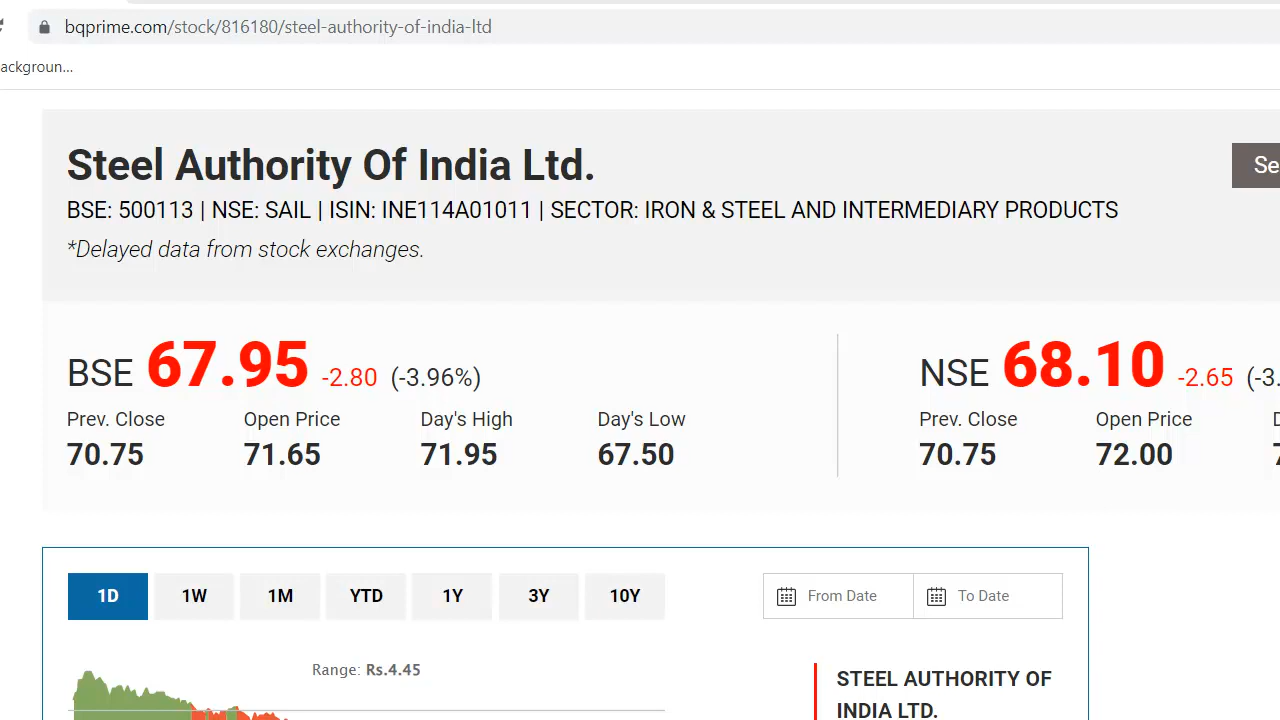 bqprime.com/stock/816180/steel-authority-of-india-ltd
ackgroun...
Steel Authority Of India Ltd.
Se
BSE: 500113 | NSE: SAIL | ISIN: INE114A01011 | SECTOR: IRON & STEEL AND INTERMEDIARY PRODUCTS
*Delayed data from stock exchanges.
BSE 67.95 -2.80 (-3.96%)
Prev. Close Open Price Day's High Day's Low
70.75 71.65 71.95 67.50
NSE 68.10 -2.65 (-3.
Prev. Close Open Price
70.75 72.00
1D 1W 1M YTD 1Y 3Y 10Y
From Date To Date
Range: Rs.4.45
STEEL AUTHORITY OF
INDIA LTD.